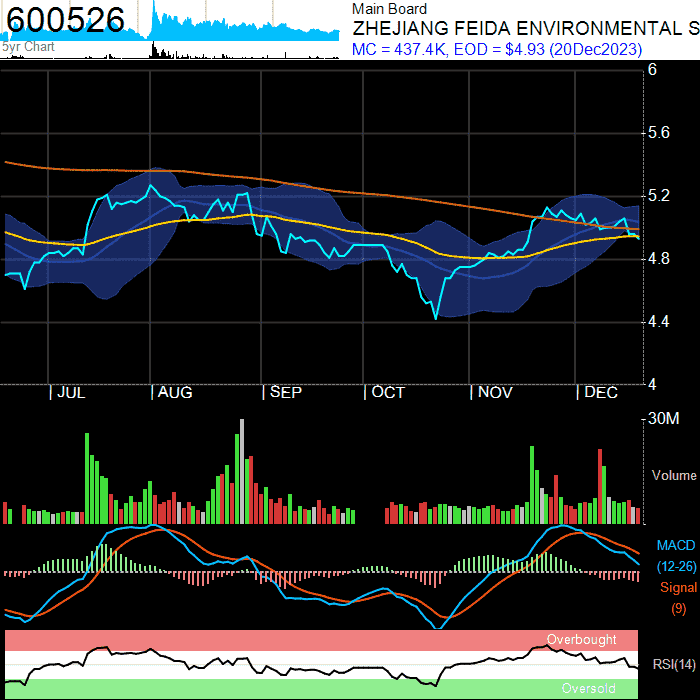 600526
5yr Chart
Main Board
ZHEJIANG FEIDA ENVIRONMENTAL S
MC = 437.4K, EOD = $4.93 (20Dec2023)
6
5.6
5.2
4.8
4.4
4
JUL AUG SEP OCT NOV DEC
30M
Volume
MACD
(12-26)
Signal
(9)
Overbought
RSI(14)
Oversold